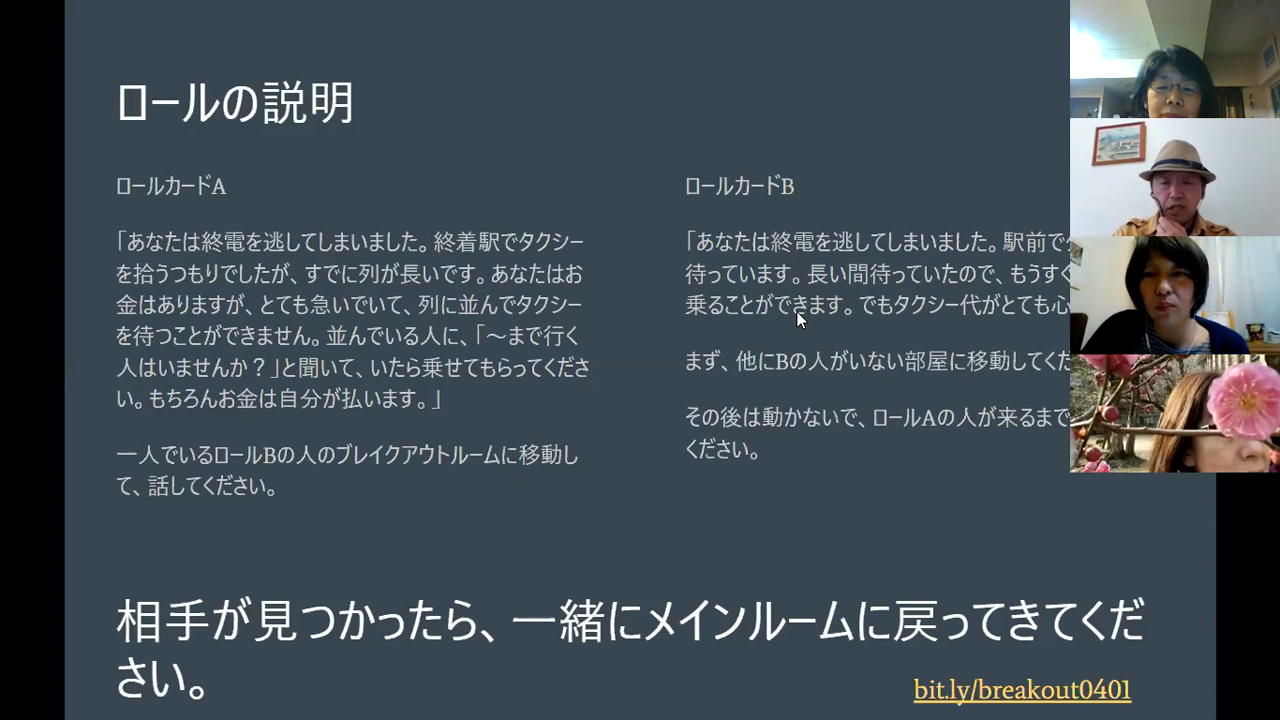 ロールの説明
ロールカードA
「あなたは終電を逃してしまいました。終着駅でタクシー
を拾うつもりでしたが、すでに列が長いです。あなたはお
金はありますが、とても急いでいて、列に並んでタクシー
を待つことができません。並んでいる人に、「～まで行く
人はいませんか？」と聞いて、いたら乗せてもらってくださ
い。もちろんお金は自分が払います。」
一人でいるロールBの人のブレイクアウトルームに移動し
て、話してください。
ロールカードB
「あなたは終電を逃してしまいました。駅前で
待っています。長い間待っていたので、もうすぐ
乗ることができます。でもタクシー代がとても心
まず、他にBの人がいない部屋に移動してくだ
その後は動かないで、ロールAの人が来るまで
ください。
相手が見つかったら、一緒にメインルームに戻ってきてくだ
さい。
bit.ly/breakout0401